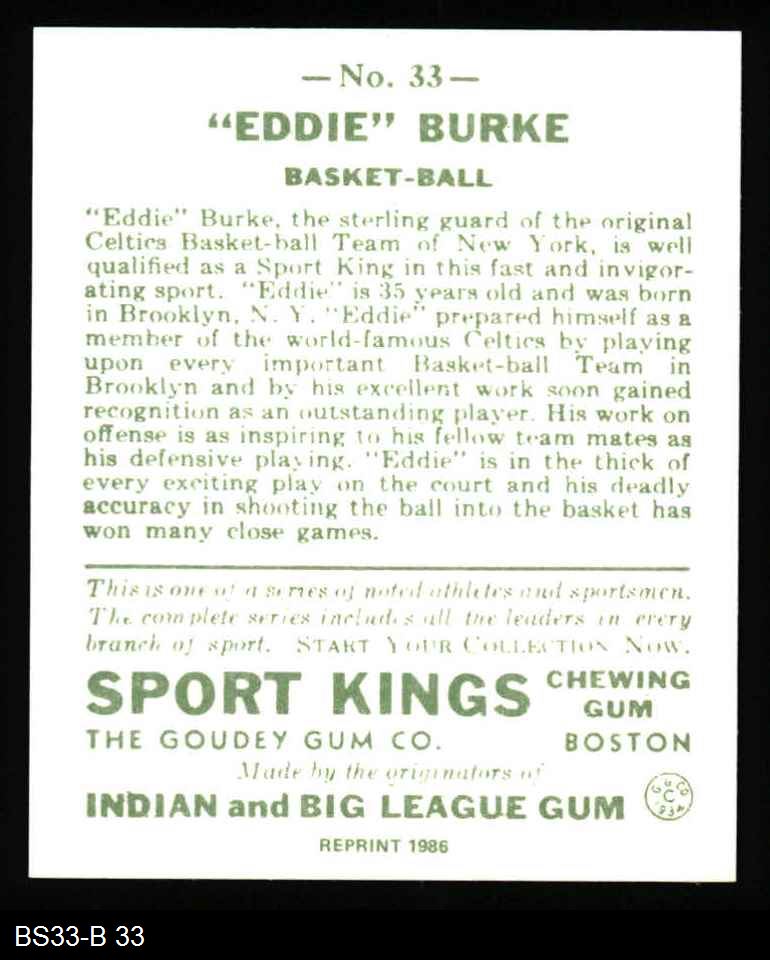 —No. 33—
"EDDIE" BURKE
BASKET-BALL
"Eddie" Burke, the sterling guard of the original
Celtics Basket-ball Team of New York, is well
qualified as a Sport King in this fast and invigor-
ating sport. "Eddie" is 35 years old and was born
in Brooklyn, N. Y. "Eddie" prepared himself as a
member of the world-famous Celtics by playing
upon every important Basket-ball Team in
Brooklyn and by his excellent work soon gained
recognition as an outstanding player. His work on
offense is as inspiring to his fellow team mates as
his defensive playing. "Eddie" is in the thick of
every exciting play on the court and his deadly
accuracy in shooting the ball into the basket has
won many close games.
This is one of a series of noted athletes and sportsmen.
The complete series includes all the leaders in every
branch of sport. START YOUR COLLECTION NOW.
SPORT KINGS CHEWING GUM
THE GOUDEY GUM CO. BOSTON
Made by the originators of
INDIAN and BIG LEAGUE GUM
G. G. CO.
C
1934
REPRINT 1986
BS33-B 33